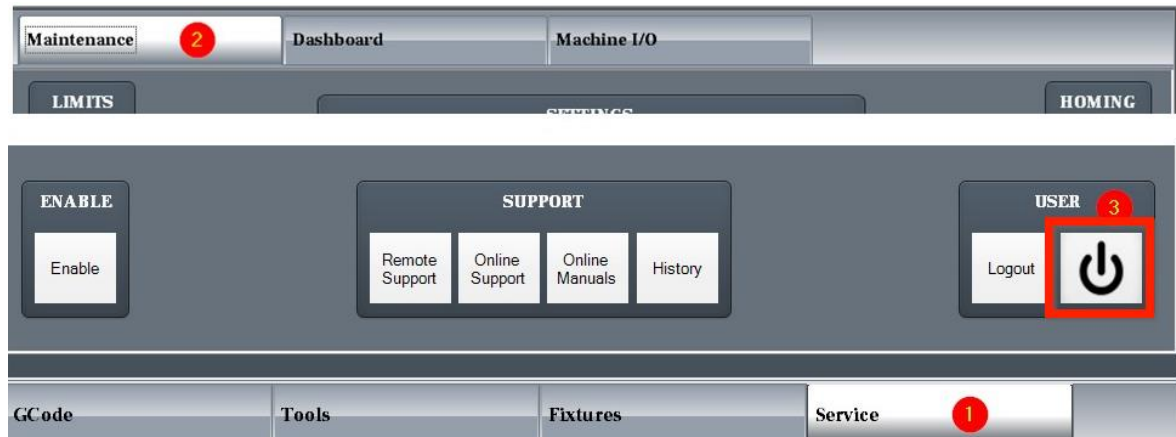 Maintenance 2 Dashboard Machine I/O
LIMITS SETTINGS HOMING
ENABLE SUPPORT USER 3
Enable Remote Support Online Support Online Manuals History Logout
GCode Tools Fixtures Service 1